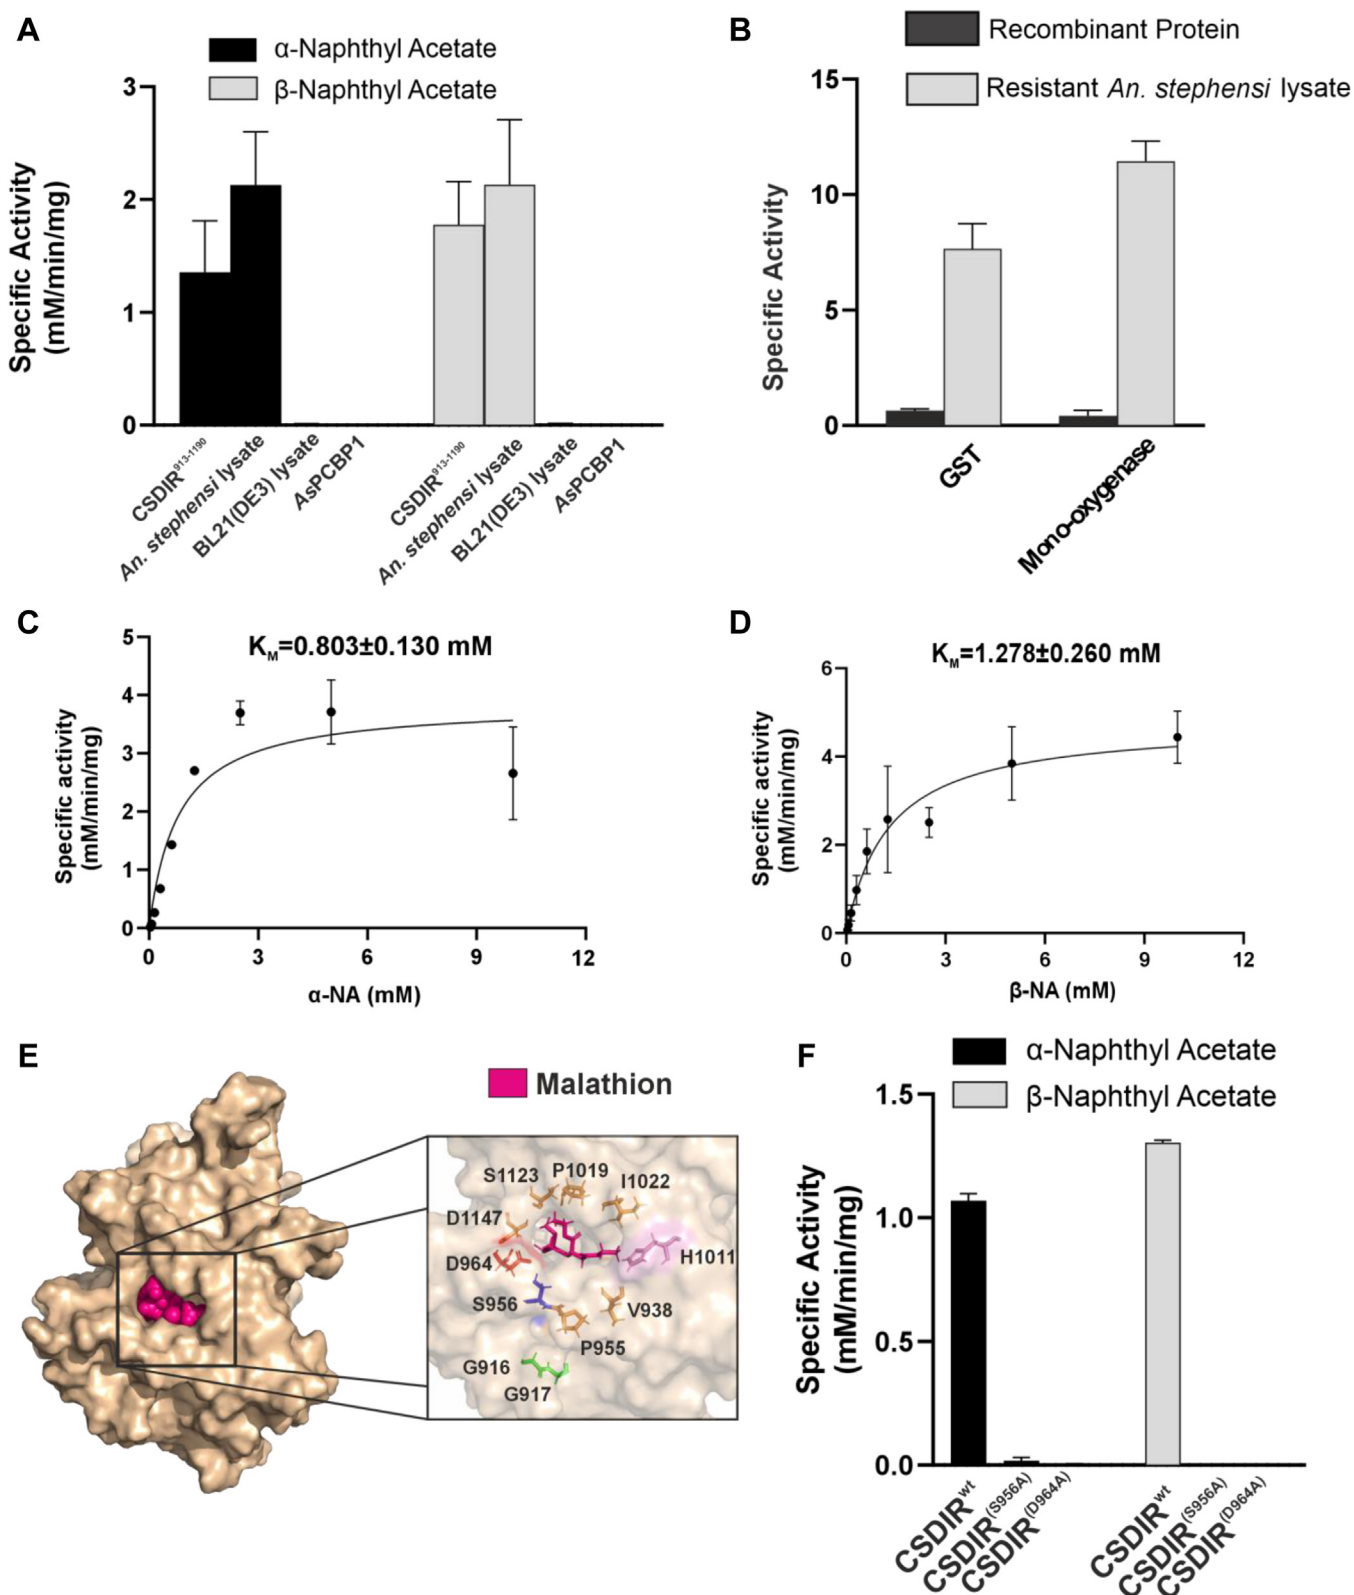 A
α-Naphthyl Acetate
β-Naphthyl Acetate
Specific Activity
(mM/min/mg)
3
2
1
0
CSDIR⁹¹³⁻¹¹⁹⁰
An. stephensi lysate
BL21(DE3) lysate
AsPCBP1
CSDIR⁹¹³⁻¹¹⁹⁰
An. stephensi lysate
BL21(DE3) lysate
AsPCBP1
B
Recombinant Protein
Resistant An. stephensi lysate
Specific Activity
15
10
5
0
GST
Mono-oxygenase
C
K_M=0.803±0.130 mM
Specific activity
(mM/min/mg)
5
4
3
2
1
0
0 3 6 9 12
α-NA (mM)
D
K_M=1.278±0.260 mM
Specific activity
(mM/min/mg)
6
4
2
0
0 3 6 9 12
β-NA (mM)
E
Malathion
S1123 P1019 I1022
D1147
D964 H1011
S956 V938
P955
G916
G917
F
α-Naphthyl Acetate
β-Naphthyl Acetate
Specific Activity
(mM/min/mg)
1.5
1.0
0.5
0.0
CSDIR^wt
CSDIR^(S956A)
CSDIR^(D964A)
CSDIR^wt
CSDIR^(S956A)
CSDIR^(D964A)